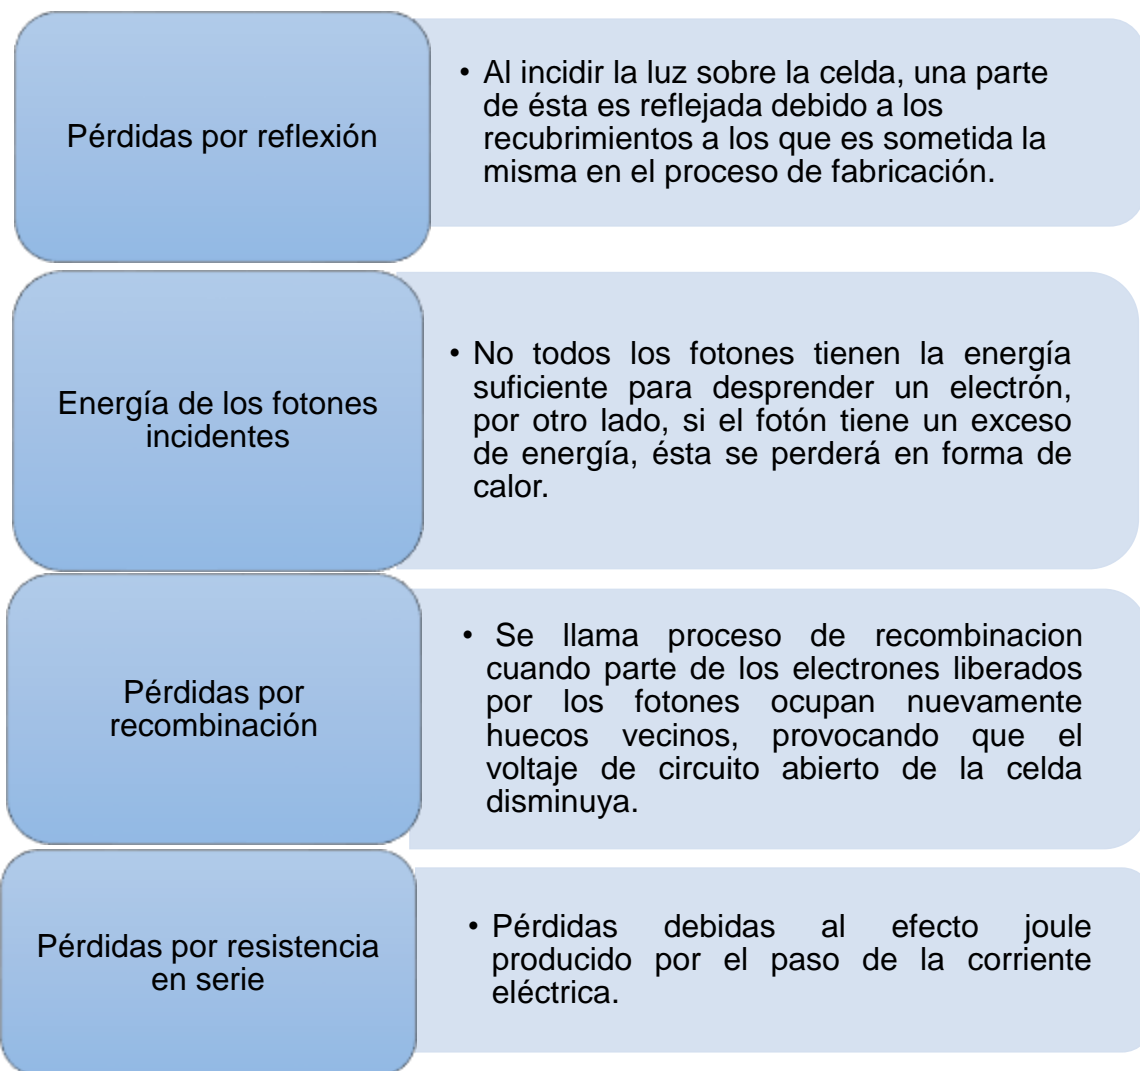 Pérdidas por reflexión
• Al incidir la luz sobre la celda, una parte
de ésta es reflejada debido a los
recubrimientos a los que es sometida la
misma en el proceso de fabricación.
Energía de los fotones
incidentes
• No todos los fotones tienen la energía
suficiente para desprender un electrón,
por otro lado, si el fotón tiene un exceso
de energía, ésta se perderá en forma de
calor.
Pérdidas por
recombinación
• Se llama proceso de recombinacion
cuando parte de los electrones liberados
por los fotones ocupan nuevamente
huecos vecinos, provocando que el
voltaje de circuito abierto de la celda
disminuya.
Pérdidas por resistencia
en serie
• Pérdidas debidas al efecto joule
producido por el paso de la corriente
eléctrica.